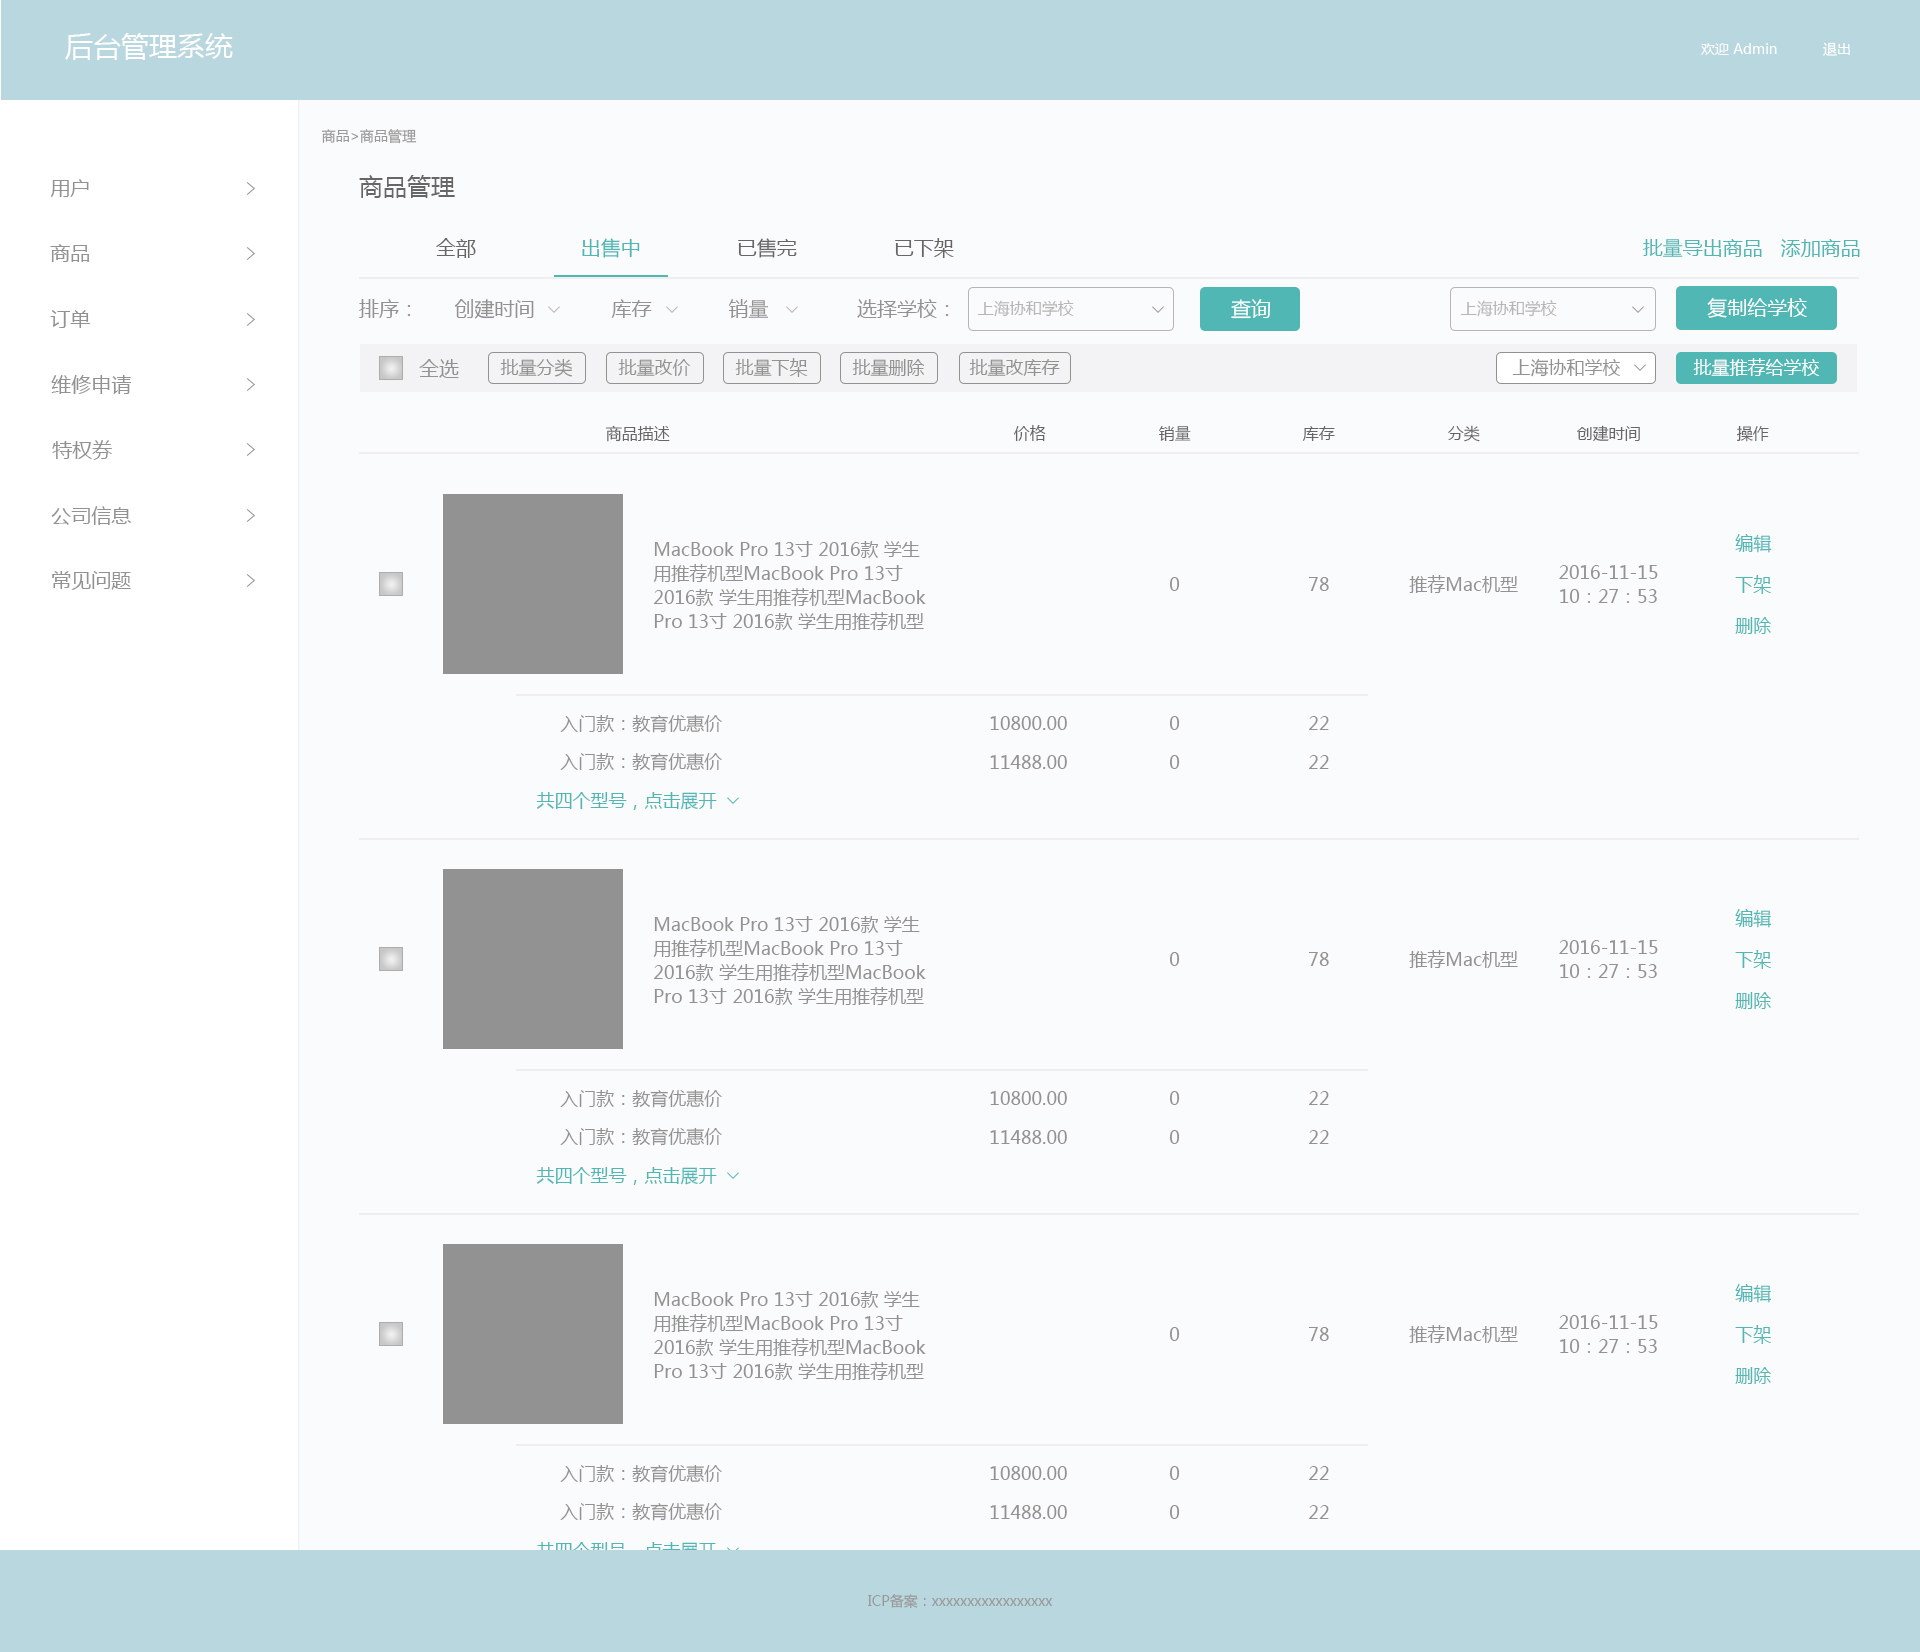 后台管理系统
欢迎 Admin 退出
商品>商品管理
商品管理
用户
商品
订单
维修申请
特权券
公司信息
常见问题
全部 出售中 已售完 已下架 批量导出商品 添加商品
排序： 创建时间 库存 销量 选择学校： 上海协和学校 查询 上海协和学校 复制给学校
全选 批量分类 批量改价 批量下架 批量删除 批量改库存 上海协和学校 批量推荐给学校
商品描述 价格 销量 库存 分类 创建时间 操作
MacBook Pro 13寸 2016款 学生
用推荐机型MacBook Pro 13寸
2016款 学生用推荐机型MacBook
Pro 13寸 2016款 学生用推荐机型
0 78 推荐Mac机型
2016-11-15
10：27：53
编辑
下架
删除
入门款：教育优惠价 10800.00 0 22
入门款：教育优惠价 11488.00 0 22
共四个型号，点击展开
MacBook Pro 13寸 2016款 学生
用推荐机型MacBook Pro 13寸
2016款 学生用推荐机型MacBook
Pro 13寸 2016款 学生用推荐机型
0 78 推荐Mac机型
2016-11-15
10：27：53
编辑
下架
删除
入门款：教育优惠价 10800.00 0 22
入门款：教育优惠价 11488.00 0 22
共四个型号，点击展开
MacBook Pro 13寸 2016款 学生
用推荐机型MacBook Pro 13寸
2016款 学生用推荐机型MacBook
Pro 13寸 2016款 学生用推荐机型
0 78 推荐Mac机型
2016-11-15
10：27：53
编辑
下架
删除
入门款：教育优惠价 10800.00 0 22
入门款：教育优惠价 11488.00 0 22
共四个型号，点击展开
ICP备案：xxxxxxxxxxxxxxxxx